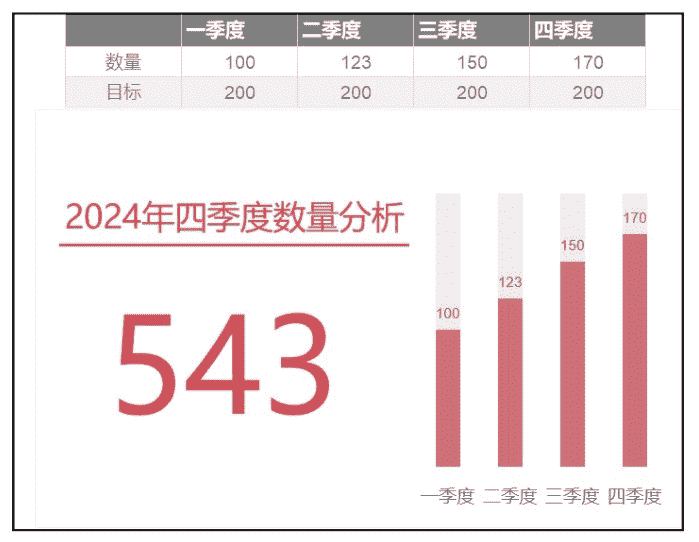 一季度 二季度 三季度 四季度
数量 100 123 150 170
目标 200 200 200 200
2024年四季度数量分析
543
170
150
123
100
一季度 二季度 三季度 四季度